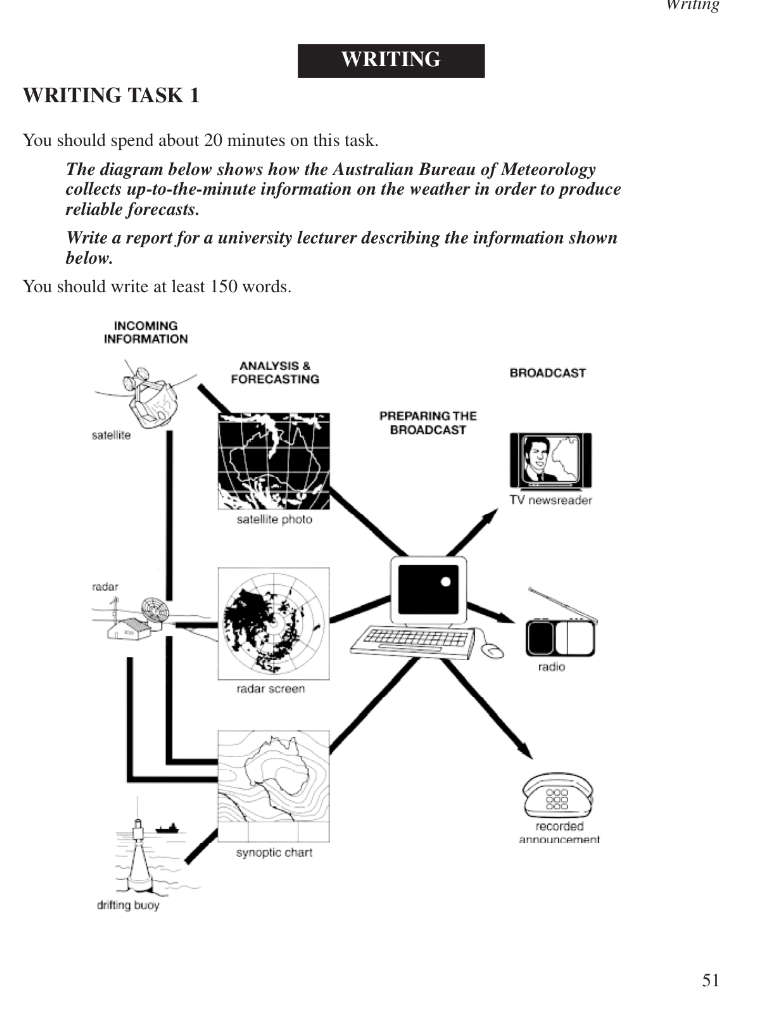 Writing
WRITING
WRITING TASK 1
You should spend about 20 minutes on this task.
The diagram below shows how the Australian Bureau of Meteorology
collects up-to-the-minute information on the weather in order to produce
reliable forecasts.
Write a report for a university lecturer describing the information shown
below.
You should write at least 150 words.
INCOMING
INFORMATION
ANALYSIS &
FORECASTING
PREPARING THE
BROADCAST
BROADCAST
satellite
satellite photo
TV newsreader
radar
radar screen
radio
synoptic chart
recorded
announcement
drifting buoy
51